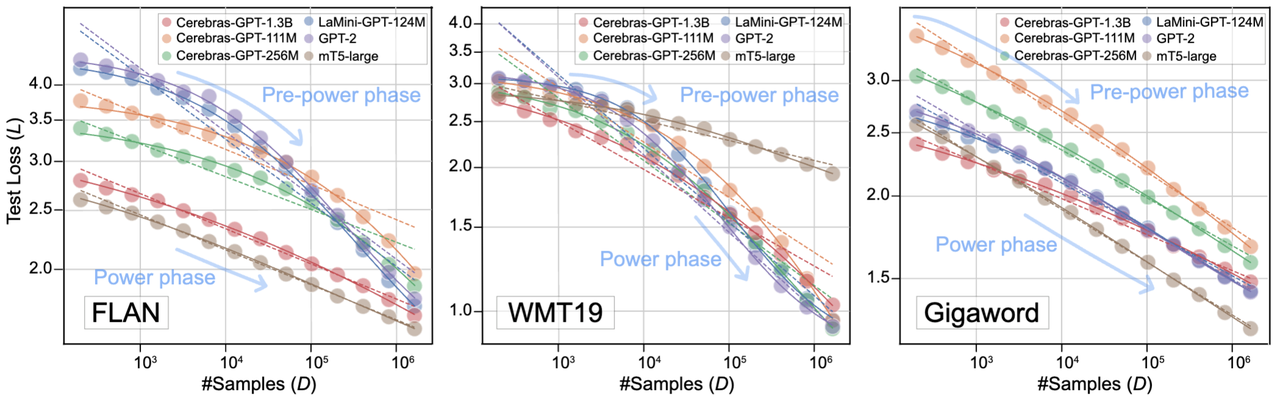 Test Loss (L)
4.0
3.5
3.0
2.5
2.0
Cerebras-GPT-1.3B
Cerebras-GPT-111M
Cerebras-GPT-256M
LaMini-GPT-124M
GPT-2
mT5-large
Pre-power phase
Power phase
FLAN
10³
10⁴
10⁵
10⁶
#Samples (D)
4.0
3.5
3.0
2.5
2.0
1.5
1.0
Cerebras-GPT-1.3B
Cerebras-GPT-111M
Cerebras-GPT-256M
LaMini-GPT-124M
GPT-2
mT5-large
Pre-power phase
Power phase
WMT19
10³
10⁴
10⁵
10⁶
#Samples (D)
3.0
2.5
2.0
1.5
Cerebras-GPT-1.3B
Cerebras-GPT-111M
Cerebras-GPT-256M
LaMini-GPT-124M
GPT-2
mT5-large
Pre-power phase
Power phase
Gigaword
10³
10⁴
10⁵
10⁶
#Samples (D)